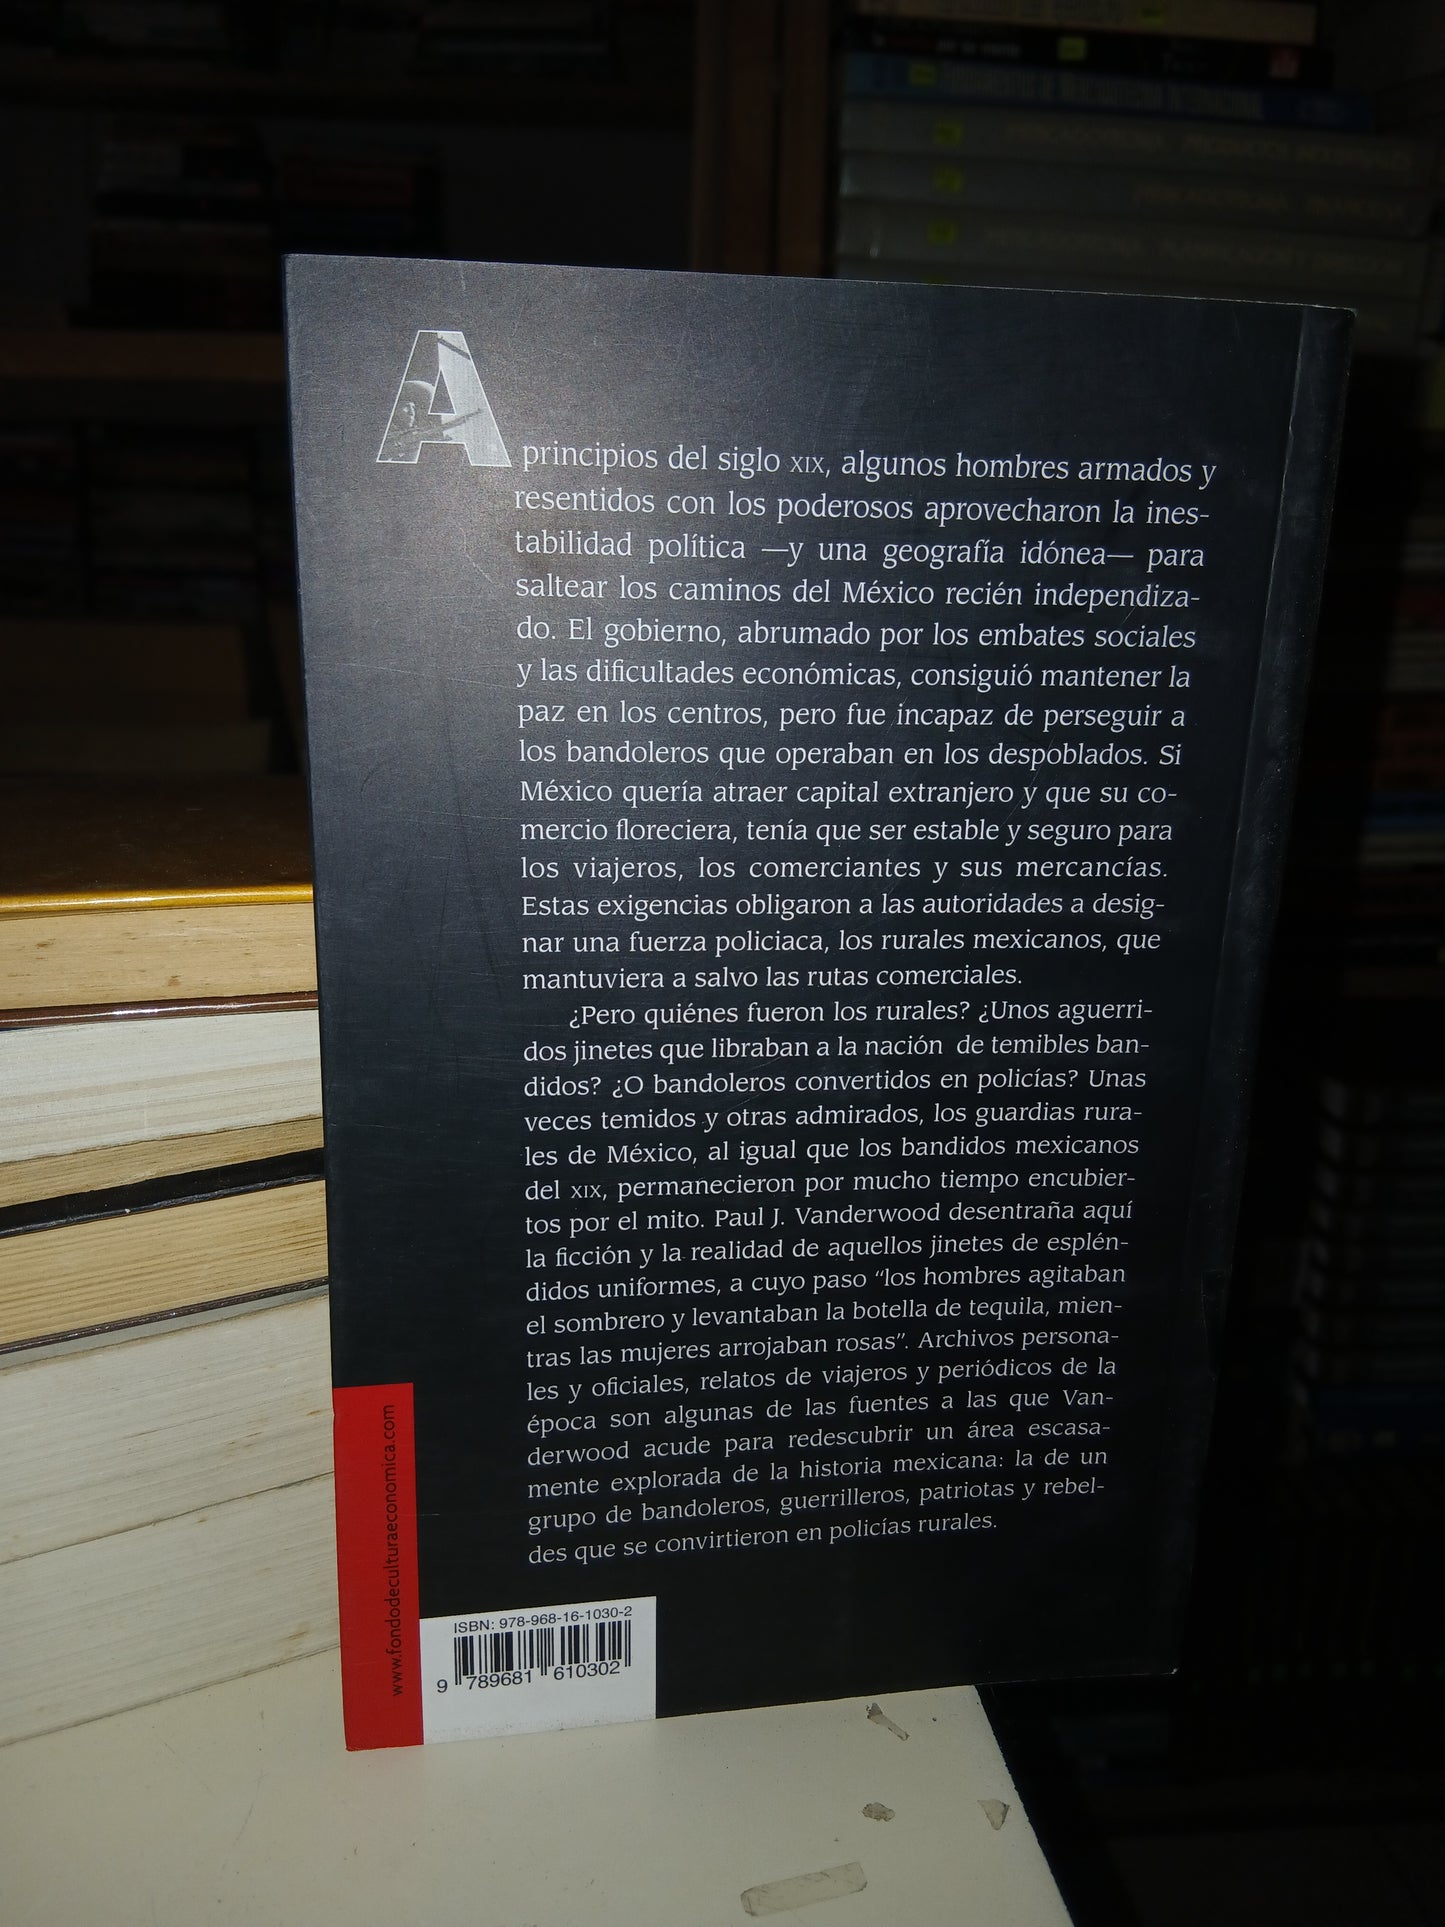 A principios del siglo XIX, algunos hombres armados y
resentidos con los poderosos aprovecharon la ines-
tabilidad política —y una geografía idónea— para
saltear los caminos del México recién independiza-
do. El gobierno, abrumado por los embates sociales
y las dificultades económicas, consiguió mantener la
paz en los centros, pero fue incapaz de perseguir a
los bandoleros que operaban en los despoblados. Si
México quería atraer capital extranjero y que su co-
mercio floreciera, tenía que ser estable y seguro para
los viajeros, los comerciantes y sus mercancías.
Estas exigencias obligaron a las autoridades a desig-
nar una fuerza policiaca, los rurales mexicanos, que
mantuviera a salvo las rutas comerciales.
¿Pero quiénes fueron los rurales? ¿Unos aguerri-
dos jinetes que libraban a la nación de temibles ban-
didos? ¿O bandoleros convertidos en policías? Unas
veces temidos y otras admirados, los guardias rura-
les de México, al igual que los bandidos mexicanos
del XIX, permanecieron por mucho tiempo encubier-
tos por el mito. Paul J. Vanderwood desentraña aquí
la ficción y la realidad de aquellos jinetes de esplén-
didos uniformes, a cuyo paso “los hombres agitaban
el sombrero y levantaban la botella de tequila, mien-
tras las mujeres arrojaban rosas”. Archivos persona-
les y oficiales, relatos de viajeros y periódicos de la
época son algunas de las fuentes a las que Van-
derwood acude para redescubrir un área escasa-
mente explorada de la historia mexicana: la de un
grupo de bandoleros, guerrilleros, patriotas y rebel-
des que se convirtieron en policías rurales.
www.fondodeculturaeconomica.com
ISBN: 978-968-16-1030-2
9 789681 610302